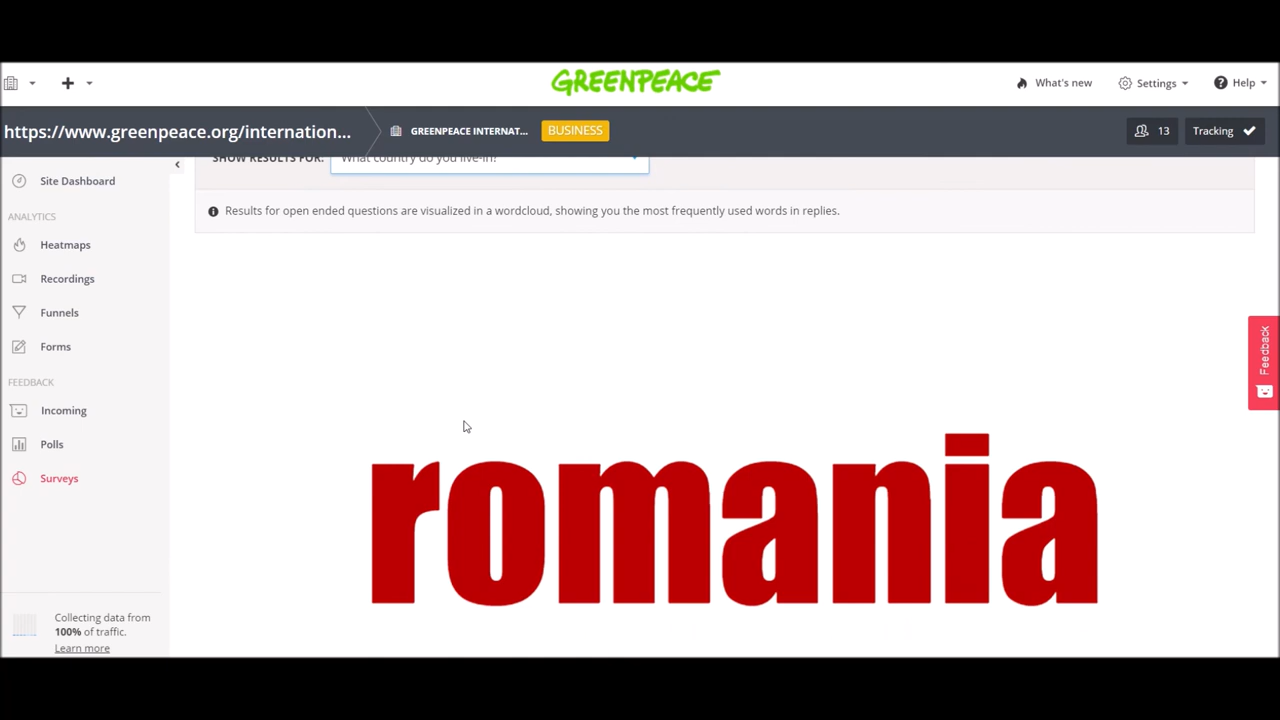 GREENPEACE
What's new
Settings
Help
https://www.greenpeace.org/internation...
GREENPEACE INTERNAT...
BUSINESS
13
Tracking
SHOW RESULTS FOR:
What country do you live-in?
Site Dashboard
Results for open ended questions are visualized in a wordcloud, showing you the most frequently used words in replies.
ANALYTICS
Heatmaps
Recordings
Funnels
Forms
FEEDBACK
Incoming
Polls
Surveys
Feedback
romania
Collecting data from
100% of traffic.
Learn more